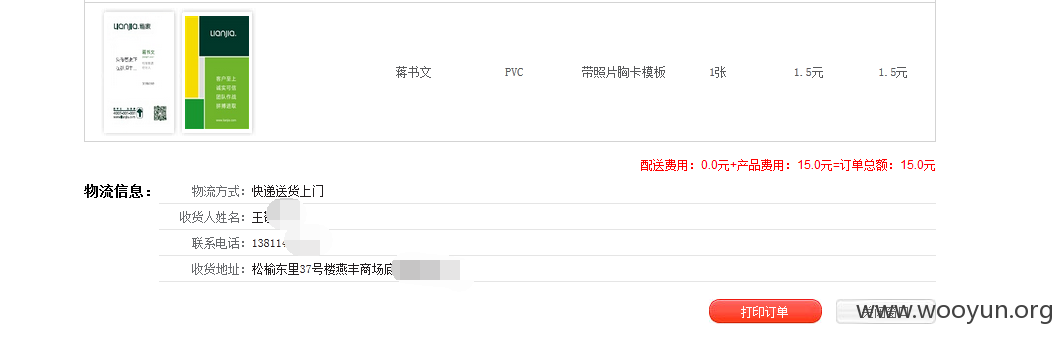 Lianjia.链家
LIANJIA.
蒋书文
客户至上
诚实可信
团队作战
拼搏进取
蒋书文 PVC 带照片胸卡模板 1张 1.5元 1.5元
配送费用：0.0元+产品费用：15.0元=订单总额：15.0元
物流信息：
物流方式：快递送货上门
收货人姓名：王
联系电话：13811
收货地址：松榆东里37号楼燕丰商场底
打印订单
www.wooyun.org